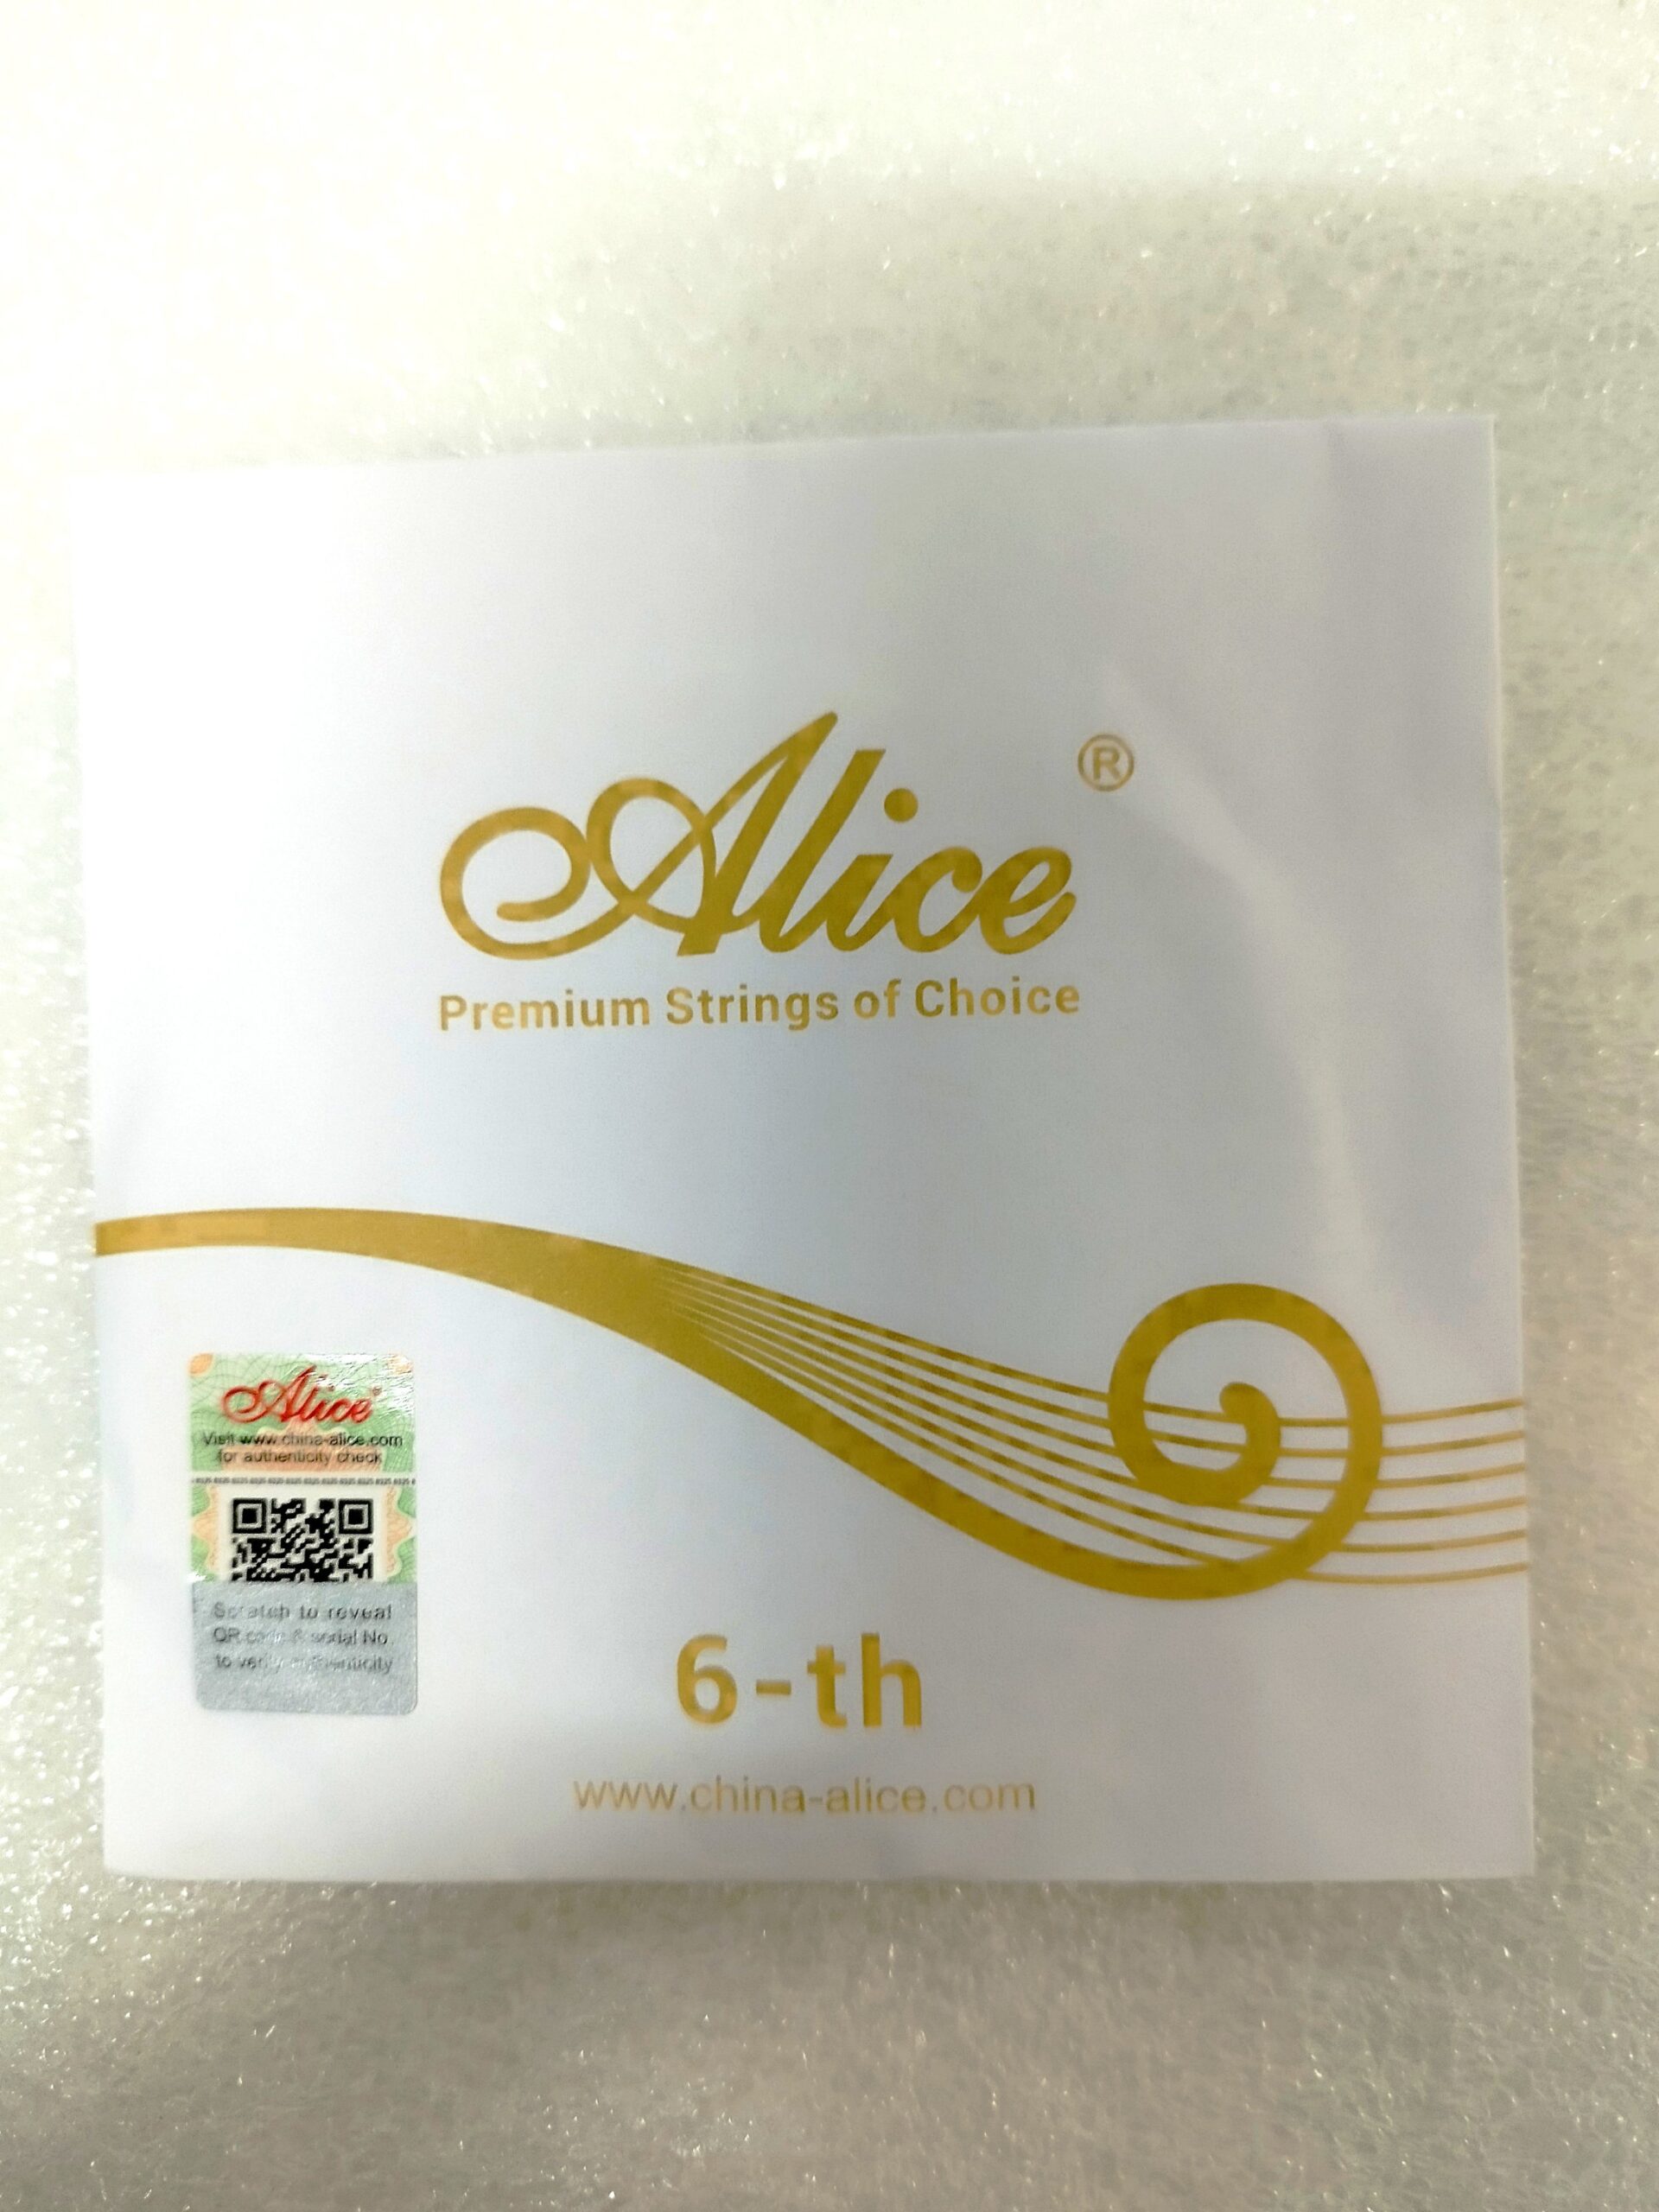 Alice®
Premium Strings of Choice
Alice®
Visit www.china-alice.com
for authenticity check
Scratch to reveal
QR code & serial No.
to verify authenticity
6-th
www.china-alice.com